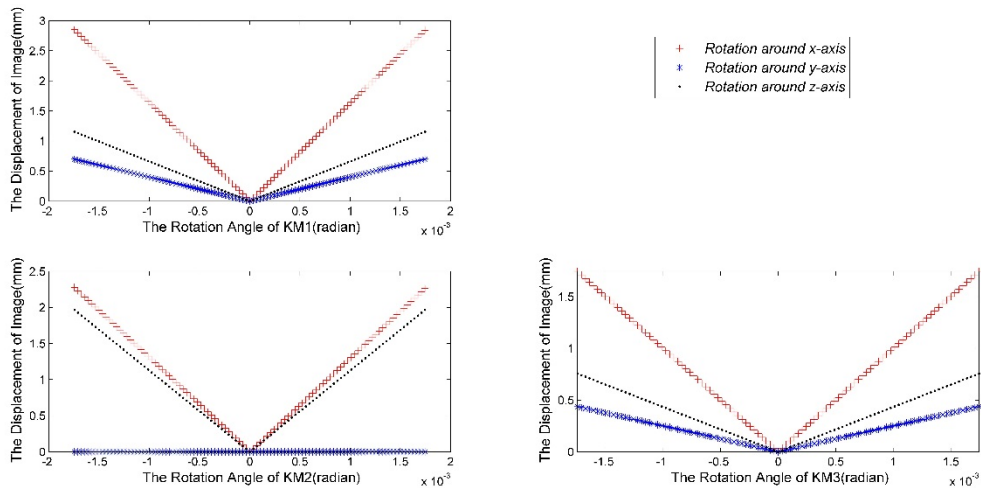 The Displacement of Image(mm)
3
2.5
2
1.5
1
0.5
0
-2 -1.5 -1 -0.5 0 0.5 1 1.5 2
The Rotation Angle of KM1(radian)
x 10⁻³
Rotation around x-axis
Rotation around y-axis
Rotation around z-axis
The Displacement of Image(mm)
2.5
2
1.5
1
0.5
0
-2 -1.5 -1 -0.5 0 0.5 1 1.5 2
The Rotation Angle of KM2(radian)
x 10⁻³
The Displacement of Image(mm)
1.5
1
0.5
0
-1.5 -1 -0.5 0 0.5 1 1.5
The Rotation Angle of KM3(radian)
x 10⁻³